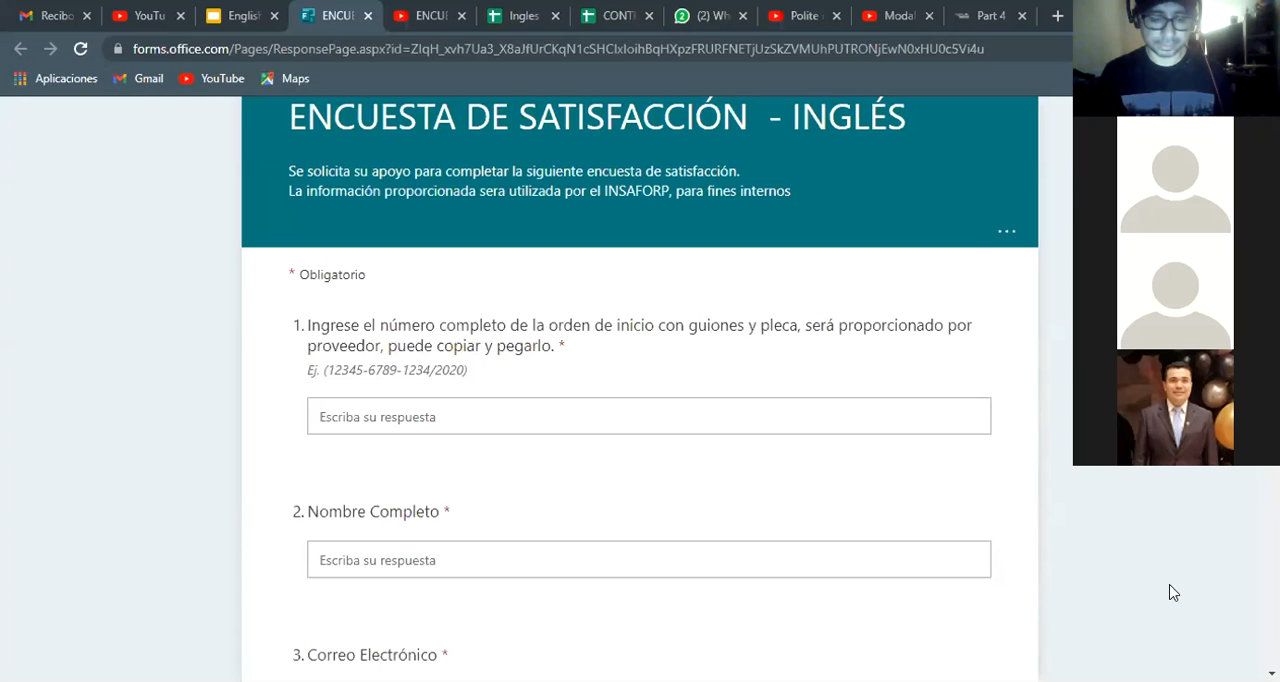 Recibo
YouTu
English
ENCUE
ENCUE
Ingles
CONT
(2) Wh
Polite
Modal
Part 4
forms.office.com/Pages/ResponsePage.aspx?id=ZIqH_xvh7Ua3_X8aJfUrCKqN1cSHClxIoihBqHXpzFRURFNETjUzSkZVMUhPUTRONjEwN0xHU0c5Vi4u
Aplicaciones
Gmail
YouTube
Maps
ENCUESTA DE SATISFACCIÓN - INGLÉS
Se solicita su apoyo para completar la siguiente encuesta de satisfacción.
La información proporcionada sera utilizada por el INSAFORP, para fines internos
...
* Obligatorio
1. Ingrese el número completo de la orden de inicio con guiones y pleca, será proporcionado por
proveedor, puede copiar y pegarlo. *
Ej. (12345-6789-1234/2020)
Escriba su respuesta
2. Nombre Completo *
Escriba su respuesta
3. Correo Electrónico *